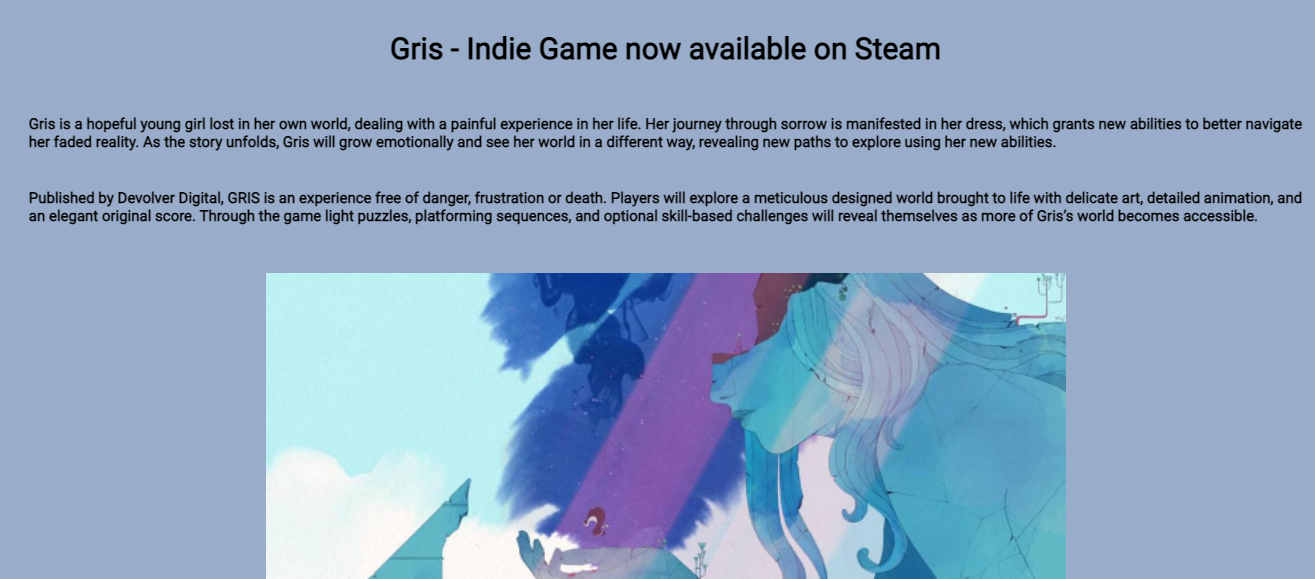 Gris - Indie Game now available on Steam
Gris is a hopeful young girl lost in her own world, dealing with a painful experience in her life. Her journey through sorrow is manifested in her dress, which grants new abilities to better navigate
her faded reality. As the story unfolds, Gris will grow emotionally and see her world in a different way, revealing new paths to explore using her new abilities.
Published by Devolver Digital, GRIS is an experience free of danger, frustration or death. Players will explore a meticulous designed world brought to life with delicate art, detailed animation, and
an elegant original score. Through the game light puzzles, platforming sequences, and optional skill-based challenges will reveal themselves as more of Gris’s world becomes accessible.